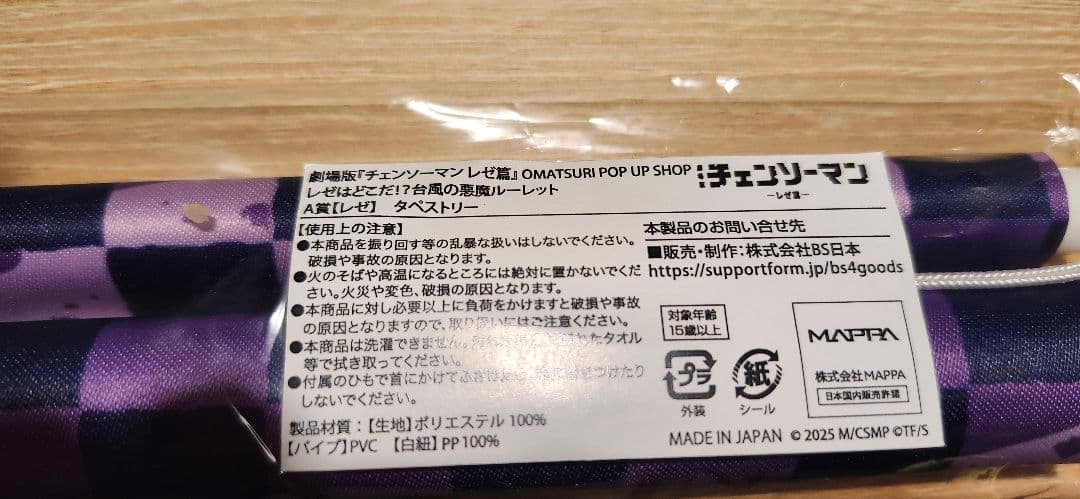 劇場版『チェンソーマン レゼ篇』 OMATSURI POP UP SHOP
レゼはどこだ!? 台風の悪魔ルーレット
A賞【レゼ】 タペストリー
チェンソーマン
レゼ篇
【使用上の注意】
●本商品を振り回す等の乱暴な扱いはしないでください。
破損や事故の原因となります。
●火のそばや高温になるところには絶対に置かないでくだ
さい。火災や変色、破損の原因となります。
●本商品に対し必要以上に負荷をかけますと破損や事故
の原因となりますので、取り扱いにはご注意ください。
●本商品は洗濯できません。 タオル
等で拭き取ってください。
●付属のひもで首にかけて たり
しないでください。
製品材質:【生地】ポリエステル 100%
【パイプ】PVC 【白紐】PP 100%
本製品のお問い合せ先
■販売・制作:株式会社BS日本
https://supportform.jp/bs4goods
対象年齢
15歳以上
プラ
外装
紙
シール
MAPPA
株式会社MAPPA
日本国内販売許諾
MADE IN JAPAN © 2025 M/CSMP ©TF/S